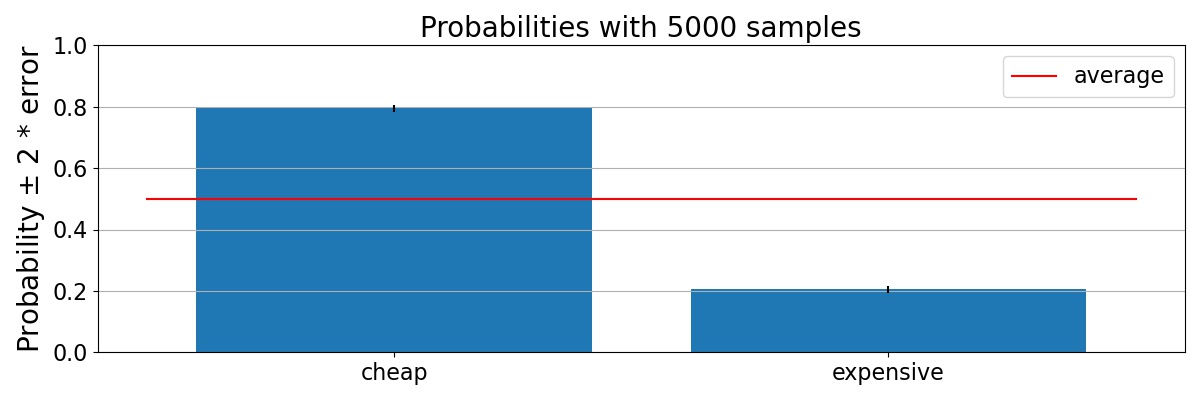 Probabilities with 5000 samples
Probability ± 2 * error
1.0
0.8
0.6
0.4
0.2
0.0
average
cheap
expensive